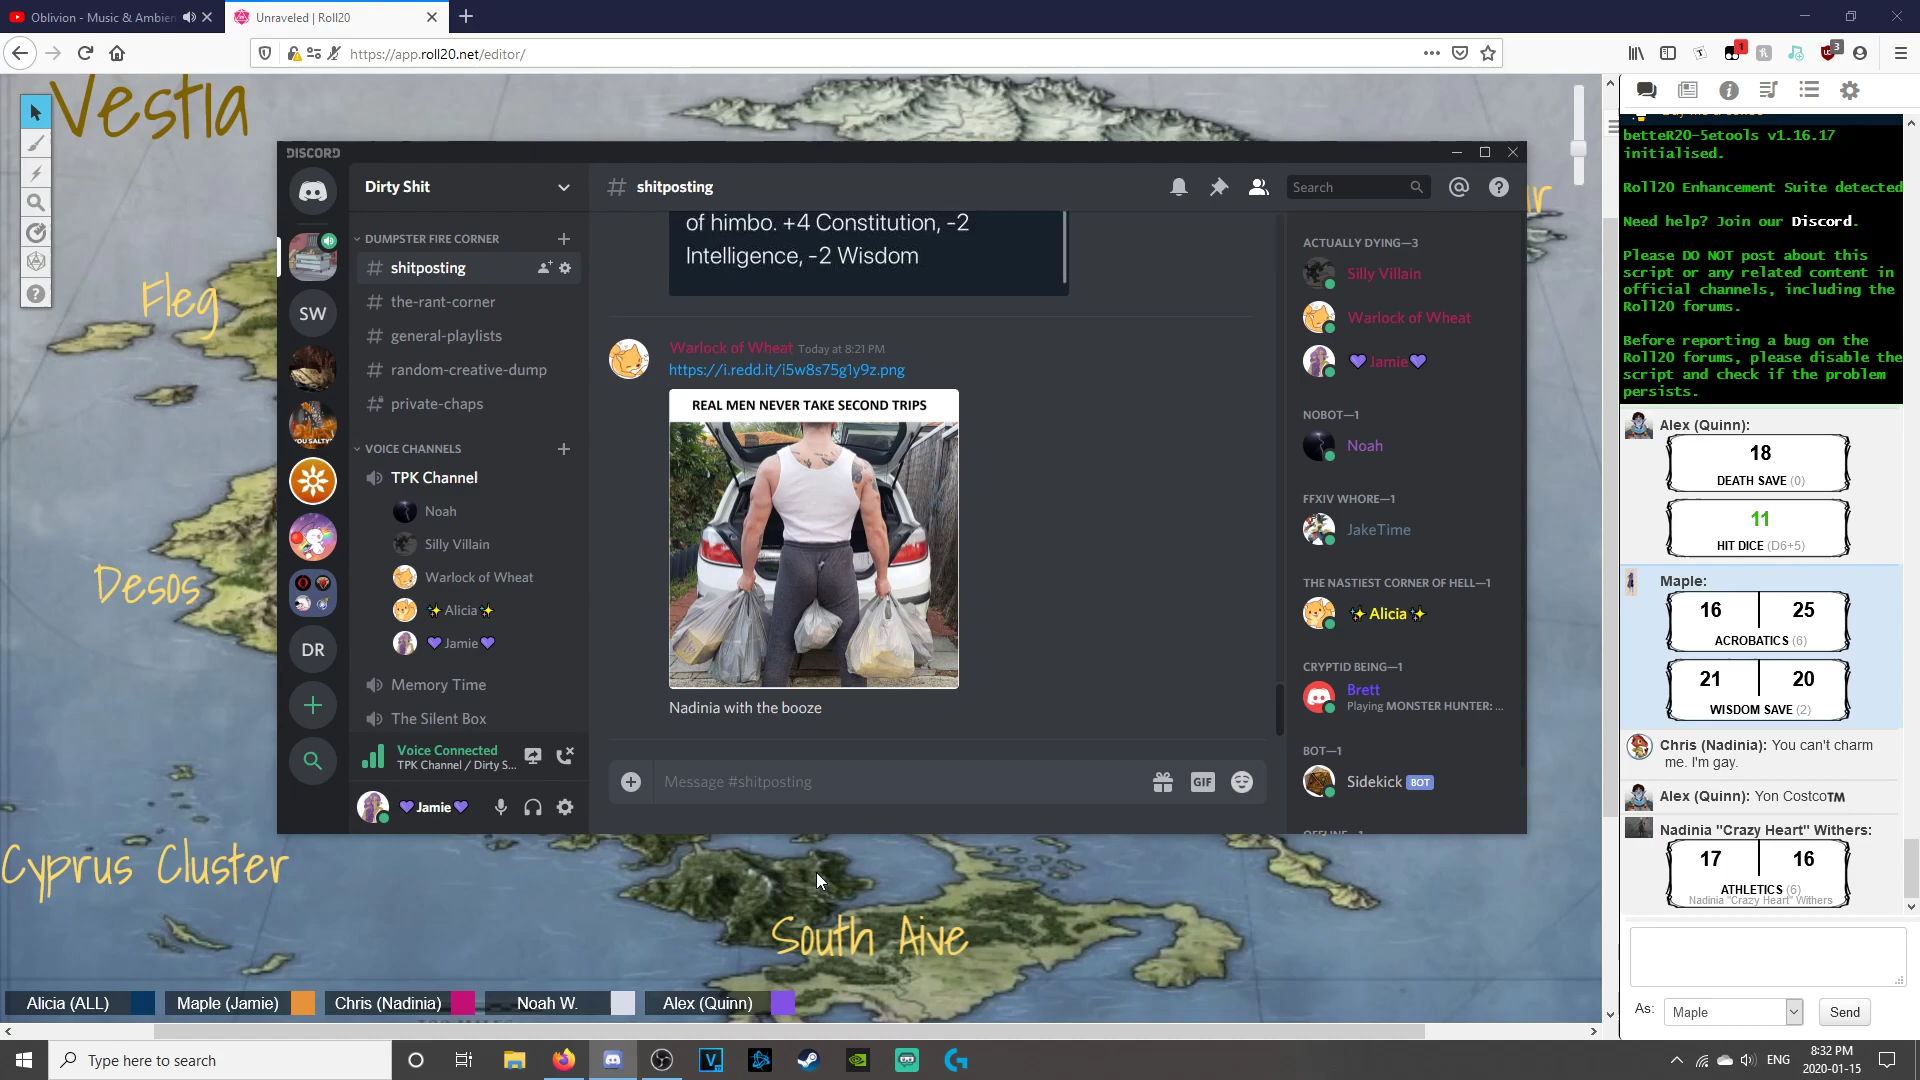 Oblivion - Music & Ambien
Unraveled | Roll20
https://app.roll20.net/editor/
1
3
Vestia
Fleg
Desos
Cyprus Cluster
South Aive
DISCORD
Dirty Shit
SW
YOU SALTY
DR
DUMPSTER FIRE CORNER
# shitposting
# the-rant-corner
# general-playlists
# random-creative-dump
# private-chaps
VOICE CHANNELS
TPK Channel
Noah
Silly Villain
Warlock of Wheat
✨Alicia✨
💜Jamie💜
Memory Time
The Silent Box
Voice Connected
TPK Channel / Dirty S...
💜Jamie💜
# shitposting
Search
of himbo. +4 Constitution, -2
Intelligence, -2 Wisdom
Warlock of Wheat Today at 8:21 PM
https://i.redd.it/i5w8s75g1y9z.png
REAL MEN NEVER TAKE SECOND TRIPS
Nadinia with the booze
Message #shitposting
GIF
ACTUALLY DYING—3
Silly Villain
Warlock of Wheat
💜Jamie💜
NOBOT—1
Noah
FFXIV WHORE—1
JakeTime
THE NASTIEST CORNER OF HELL—1
✨Alicia✨
CRYPTID BEING—1
Brett
Playing MONSTER HUNTER: ...
BOT—1
Sidekick BOT
betteR20-5etools v1.16.17
initialised.
Roll20 Enhancement Suite detected
Need help? Join our Discord.
Please DO NOT post about this
script or any related content in
official channels, including the
Roll20 forums.
Before reporting a bug on the
Roll20 forums, please disable the
script and check if the problem
persists.
Alex (Quinn):
18
DEATH SAVE (0)
11
HIT DICE (D6+5)
Maple:
16 25
ACROBATICS (6)
21 20
WISDOM SAVE (2)
Chris (Nadinia): You can't charm
me. I'm gay.
Alex (Quinn): Yon Costco™
Nadinia "Crazy Heart" Withers:
17 16
ATHLETICS (6)
Nadinia "Crazy Heart" Withers
As: Maple Send
Alicia (ALL)
Maple (Jamie)
Chris (Nadinia)
Noah W.
Alex (Quinn)
Type here to search
ENG
8:32 PM
2020-01-15